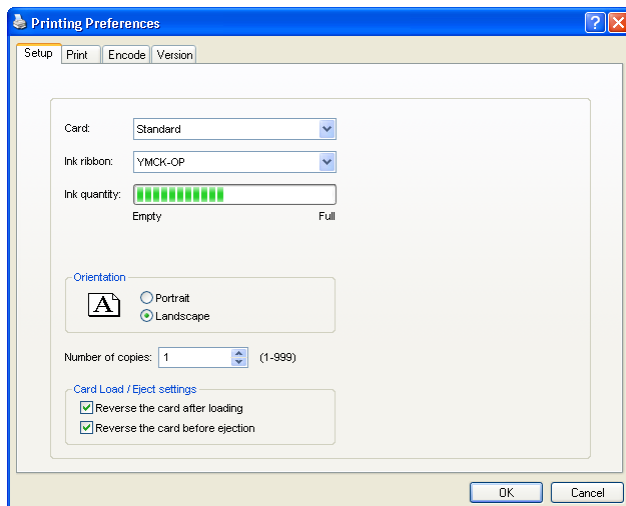 Printing Preferences
Setup Print Encode Version
Card: Standard
Ink ribbon: YMCK-OP
Ink quantity:
Empty Full
Orientation
A
Portrait
Landscape
Number of copies: 1 (1-999)
Card Load / Eject settings
Reverse the card after loading
Reverse the card before ejection
OK Cancel